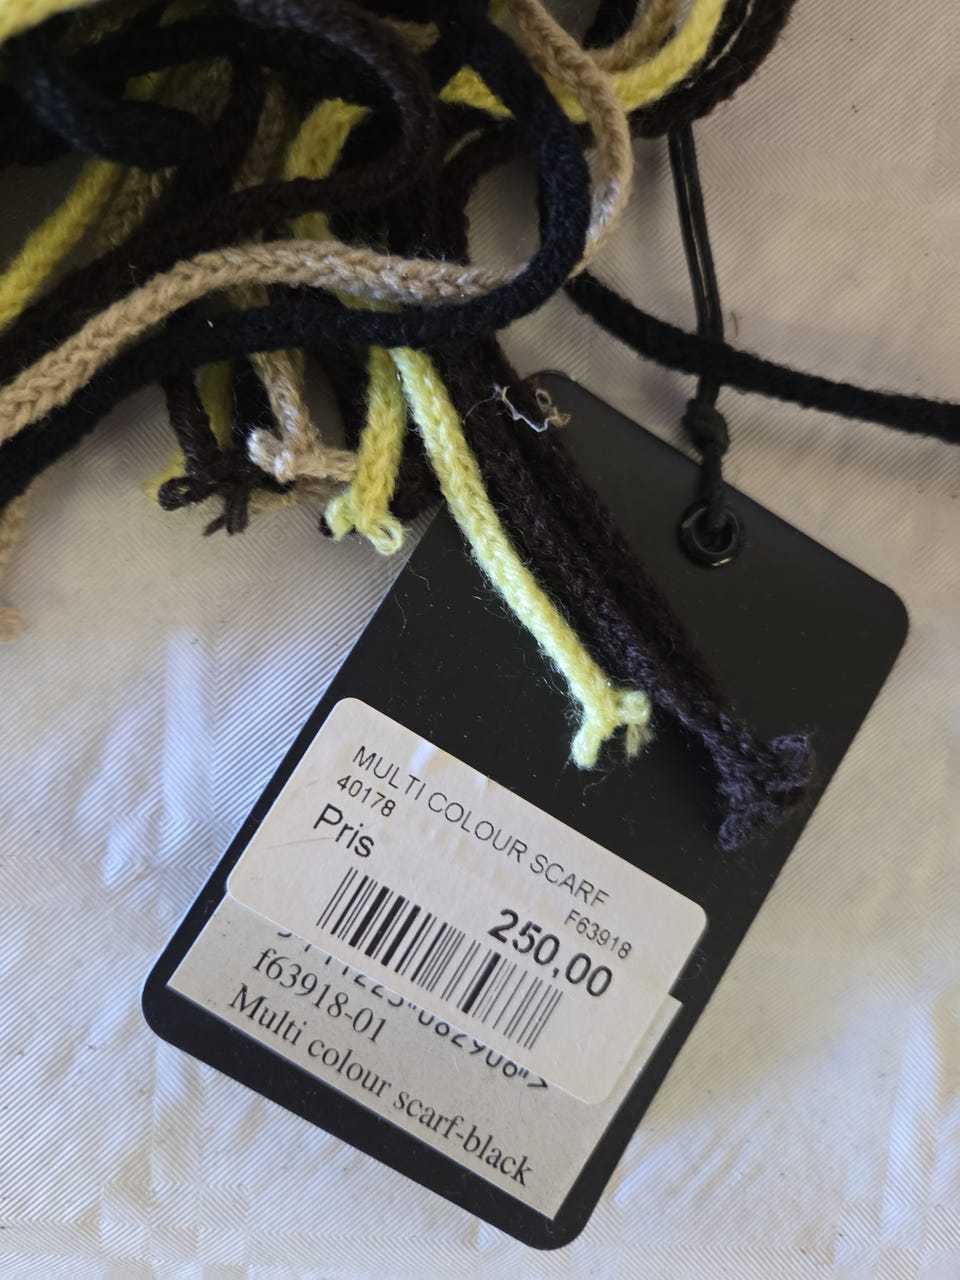 MULTI COLOUR SCARF
40178
F63918
Pris
250,00
f63918-01
Multi colour scarf-black